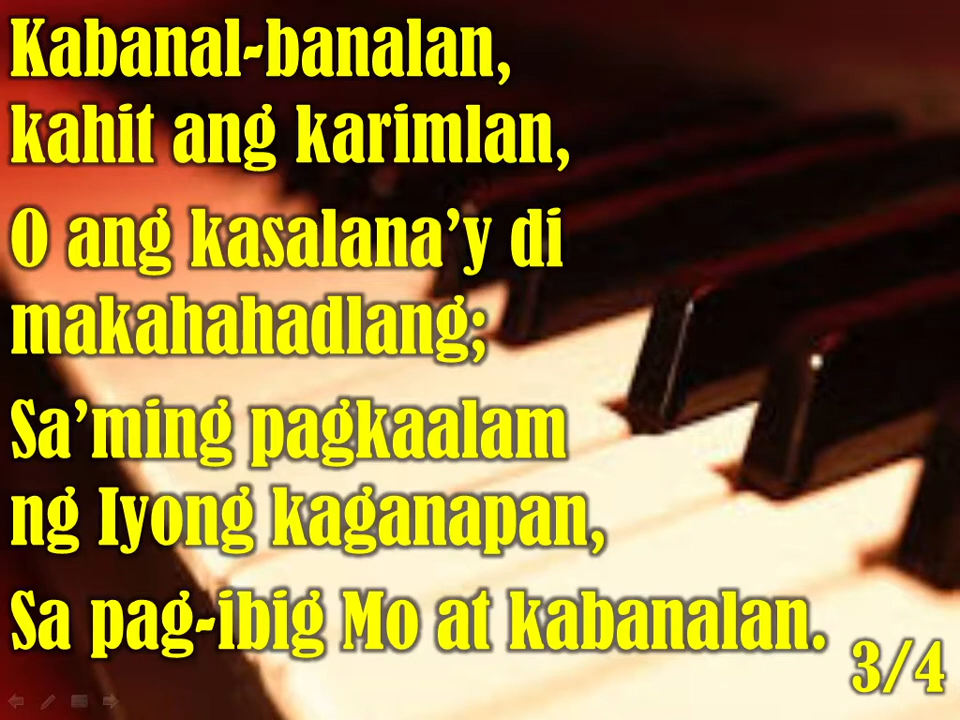 Kabanal-banalan,
kahit ang karimlan,
O ang kasalana’y di
makahahadlang;
Sa’ming pagkaalam
ng Iyong kaganapan,
Sa pag-ibig Mo at kabanalan.
3/4